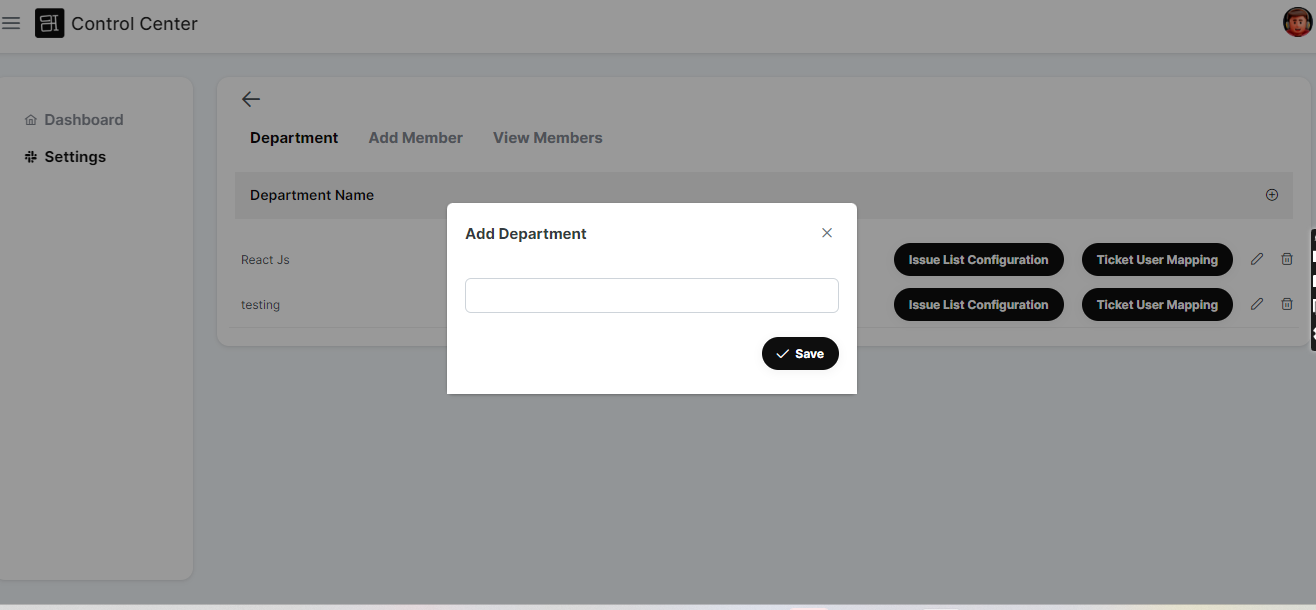 Control Center
Dashboard
Settings
Department Add Member View Members
Department Name
Add Department
React Js Issue List Configuration Ticket User Mapping
testing Issue List Configuration Ticket User Mapping
Save